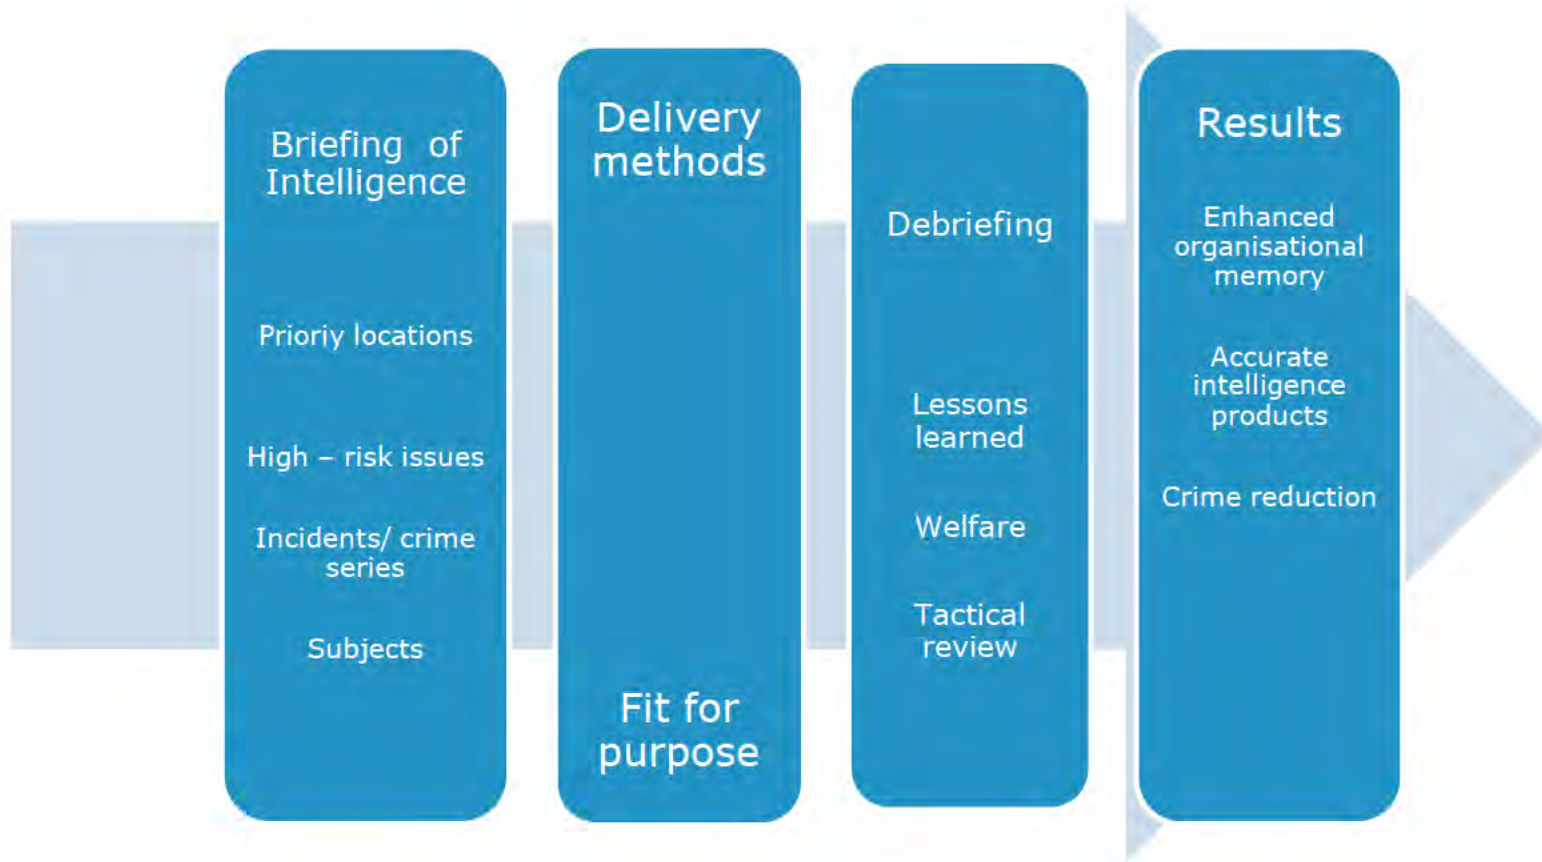 Briefing of
Intelligence
Prioriy locations
High – risk issues
Incidents/ crime
series
Subjects
Delivery
methods
Fit for
purpose
Debriefing
Lessons
learned
Welfare
Tactical
review
Results
Enhanced
organisational
memory
Accurate
intelligence
products
Crime reduction